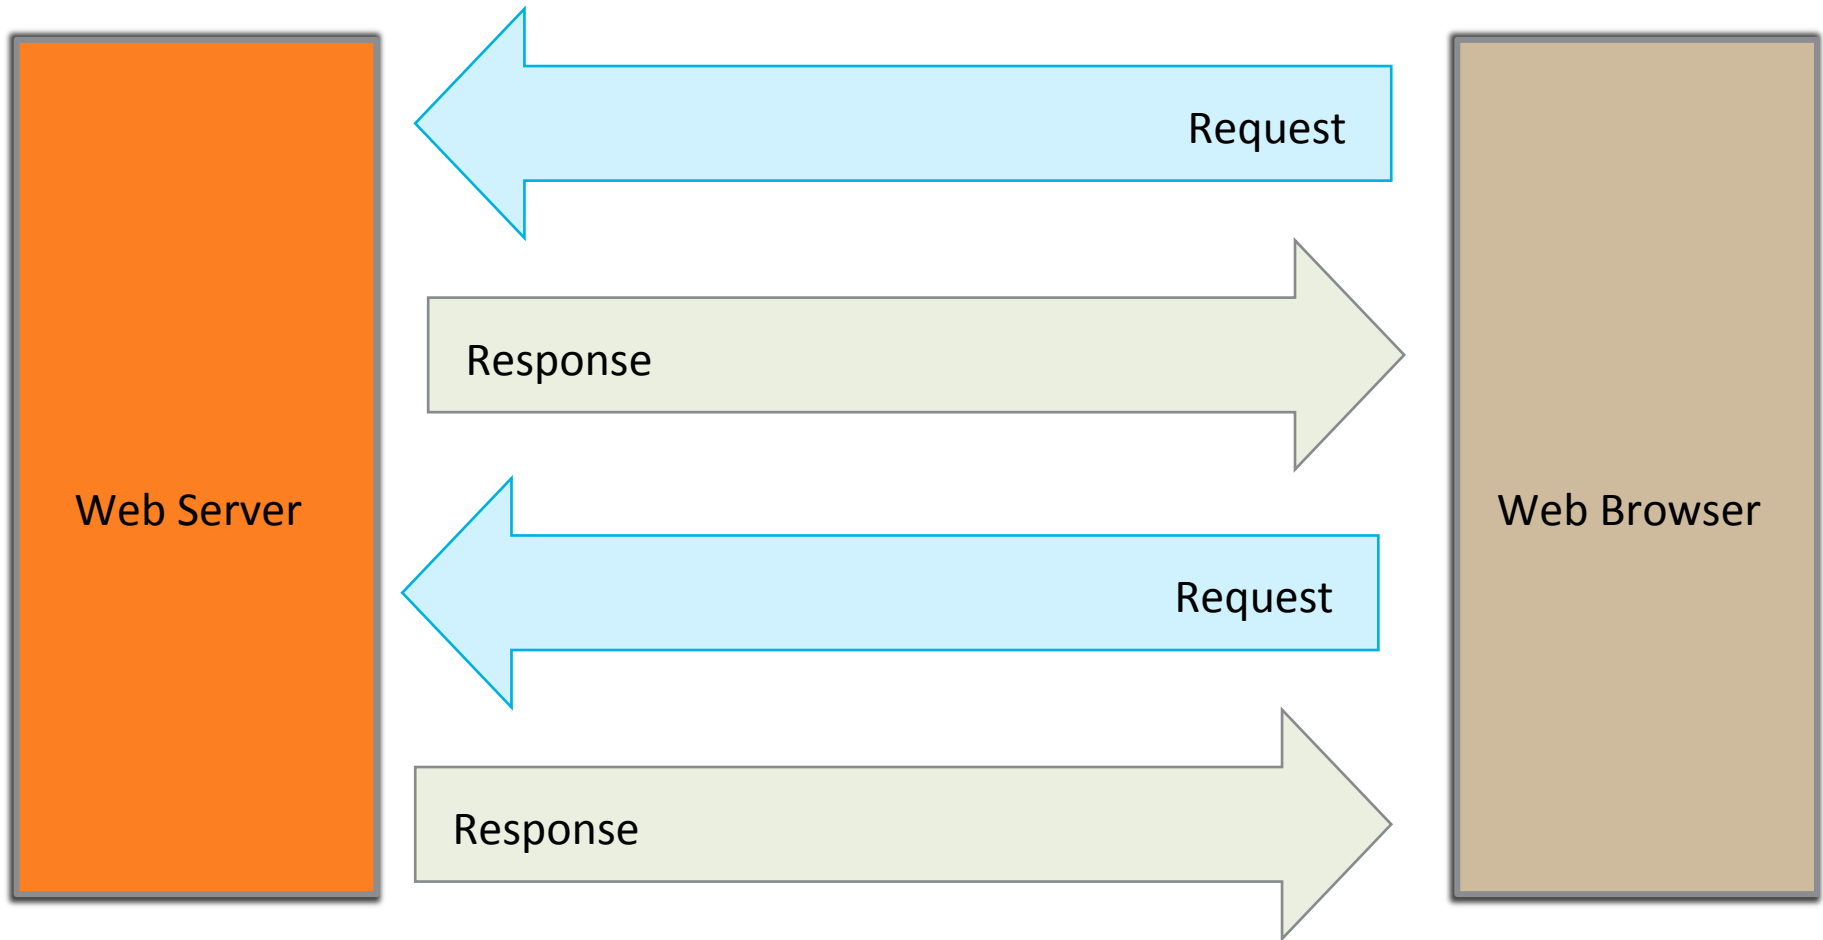 Request
Response
Web Server
Web Browser
Request
Response